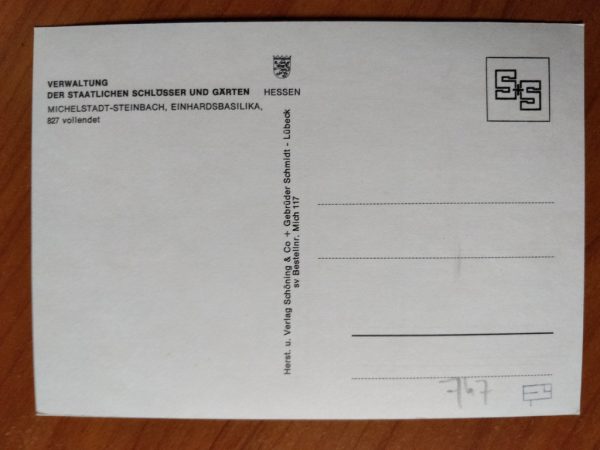 VERWALTUNG
DER STAATLICHEN SCHLÖSSER UND GÄRTEN HESSEN
MICHELSTADT-STEINBACH, EINHARDSBASILIKA,
827 vollendet
Herst. u. Verlag Schöning & Co + Gebrüder Schmidt - Lübeck
sv Bestellnr. Mich 117
S+S
767